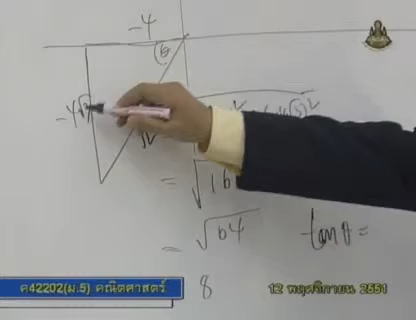 -4
θ
-4√3
= √16
= √64
8
tan θ =
ค42202(ม.5) คณิตศาสตร์
12 พฤศจิกายน 2551